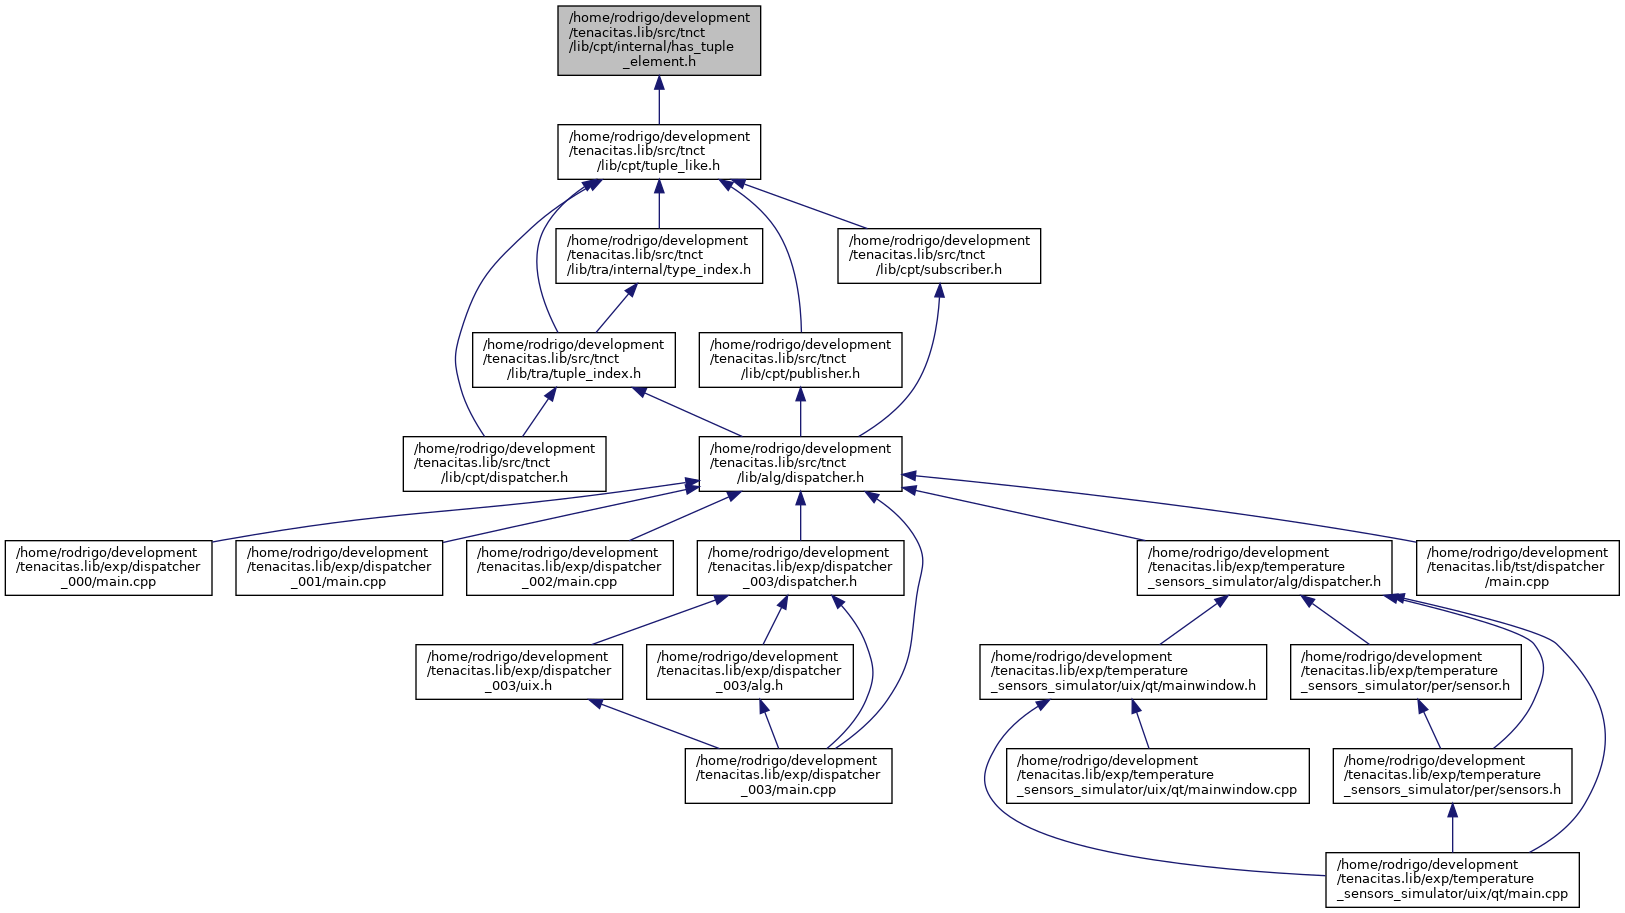 /home/rodrigo/development
/tenacitas.lib/src/tnct
/lib/cpt/internal/has_tuple
_element.h
/home/rodrigo/development
/tenacitas.lib/src/tnct
/lib/cpt/tuple_like.h
/home/rodrigo/development
/tenacitas.lib/src/tnct
/lib/tra/internal/type_index.h
/home/rodrigo/development
/tenacitas.lib/src/tnct
/lib/cpt/subscriber.h
/home/rodrigo/development
/tenacitas.lib/src/tnct
/lib/tra/tuple_index.h
/home/rodrigo/development
/tenacitas.lib/src/tnct
/lib/cpt/publisher.h
/home/rodrigo/development
/tenacitas.lib/src/tnct
/lib/cpt/dispatcher.h
/home/rodrigo/development
/tenacitas.lib/src/tnct
/lib/alg/dispatcher.h
/home/rodrigo/development
/tenacitas.lib/exp/dispatcher
_000/main.cpp
/home/rodrigo/development
/tenacitas.lib/exp/dispatcher
_001/main.cpp
/home/rodrigo/development
/tenacitas.lib/exp/dispatcher
_002/main.cpp
/home/rodrigo/development
/tenacitas.lib/exp/dispatcher
_003/dispatcher.h
/home/rodrigo/development
/tenacitas.lib/exp/temperature
_sensors_simulator/alg/dispatcher.h
/home/rodrigo/development
/tenacitas.lib/tst/dispatcher
/main.cpp
/home/rodrigo/development
/tenacitas.lib/exp/dispatcher
_003/uix.h
/home/rodrigo/development
/tenacitas.lib/exp/dispatcher
_003/alg.h
/home/rodrigo/development
/tenacitas.lib/exp/temperature
_sensors_simulator/uix/qt/mainwindow.h
/home/rodrigo/development
/tenacitas.lib/exp/temperature
_sensors_simulator/per/sensor.h
/home/rodrigo/development
/tenacitas.lib/exp/dispatcher
_003/main.cpp
/home/rodrigo/development
/tenacitas.lib/exp/temperature
_sensors_simulator/uix/qt/mainwindow.cpp
/home/rodrigo/development
/tenacitas.lib/exp/temperature
_sensors_simulator/per/sensors.h
/home/rodrigo/development
/tenacitas.lib/exp/temperature
_sensors_simulator/uix/qt/main.cpp